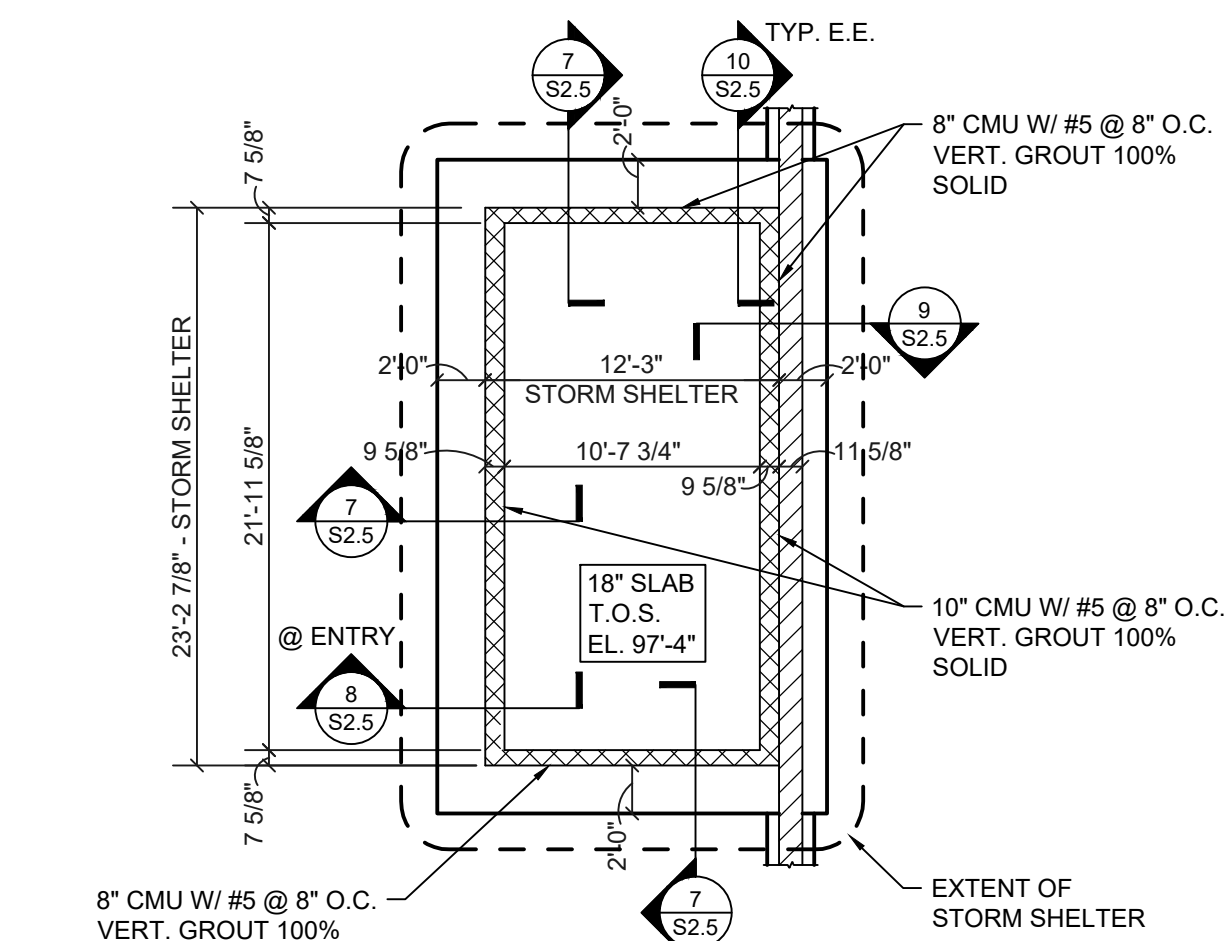 TYP. E.E.
7
S2.5
10
S2.5
2'-0"
7 5/8"
8" CMU W/ #5 @ 8" O.C.
VERT. GROUT 100%
SOLID
9
S2.5
2'-0"
12'-3"
2'-0"
STORM SHELTER
23'-2 7/8" - STORM SHELTER
21'-11 5/8"
9 5/8"
10'-7 3/4"
11 5/8"
9 5/8"
7
S2.5
18" SLAB
T.O.S.
EL. 97'-4"
10" CMU W/ #5 @ 8" O.C.
VERT. GROUT 100%
SOLID
@ ENTRY
8
S2.5
7 5/8"
2'-0"
8" CMU W/ #5 @ 8" O.C.
VERT. GROUT 100%
7
S2.5
EXTENT OF
STORM SHELTER